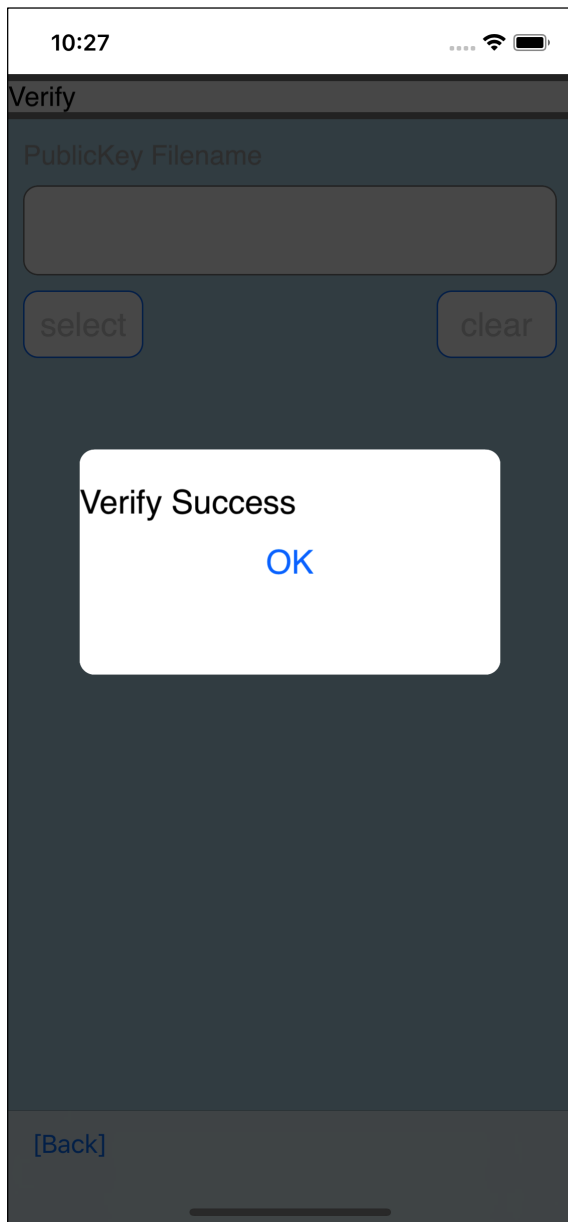 10:27
Verify
PublicKey Filename
select
clear
Verify Success
OK
[Back]